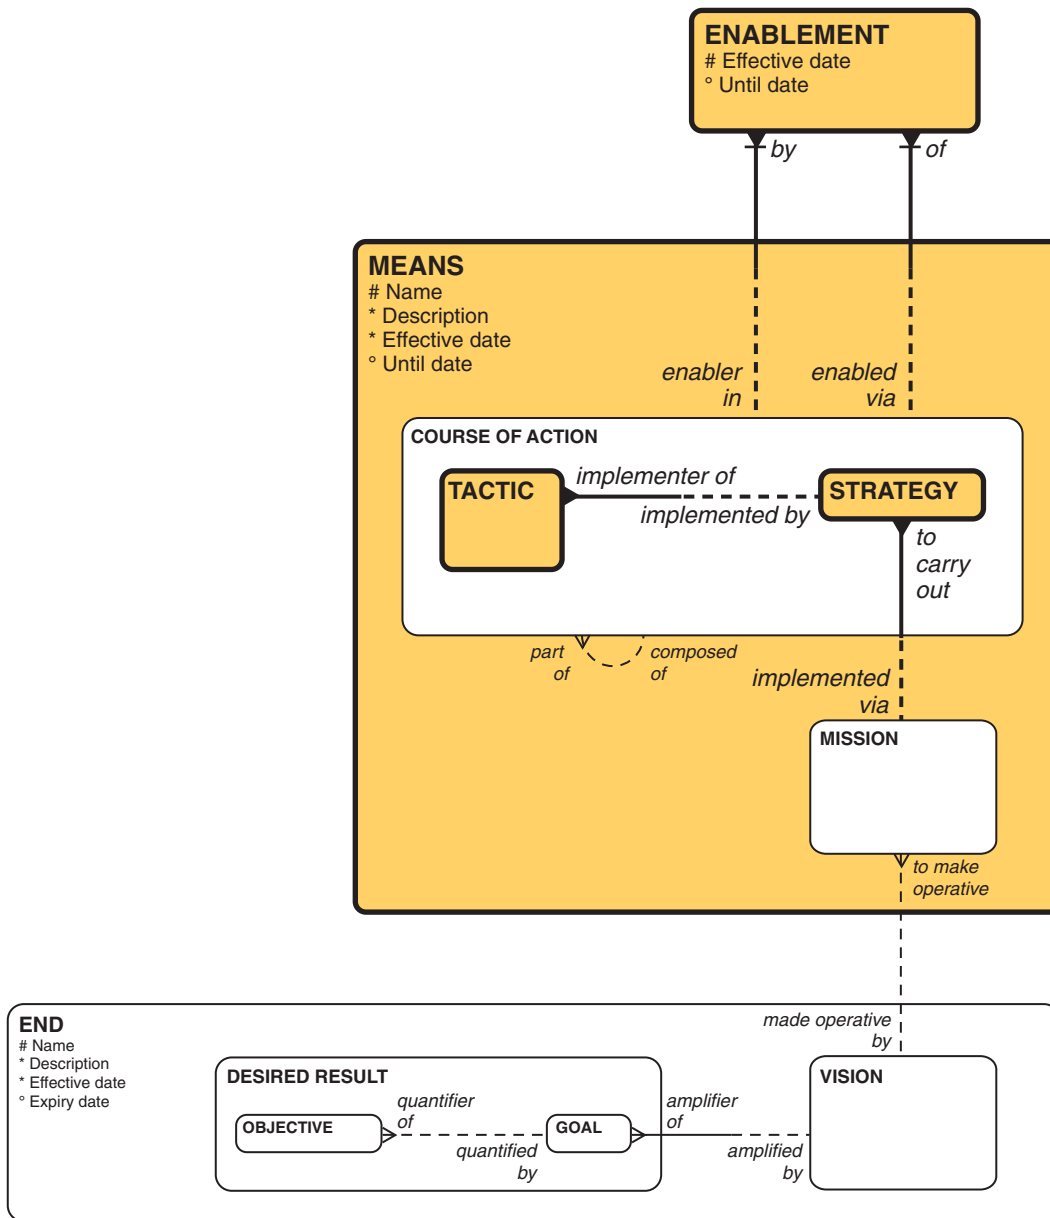 ENABLEMENT
# Effective date
° Until date
by
of
MEANS
# Name
* Description
* Effective date
° Until date
enabler
in
enabled
via
COURSE OF ACTION
TACTIC
implementer of
implemented by
STRATEGY
to
carry
out
part
of
composed
of
implemented
via
MISSION
to make
operative
END
# Name
* Description
* Effective date
° Expiry date
made operative
by
DESIRED RESULT
OBJECTIVE
quantifier
of
quantified
by
GOAL
amplifier
of
amplified
by
VISION